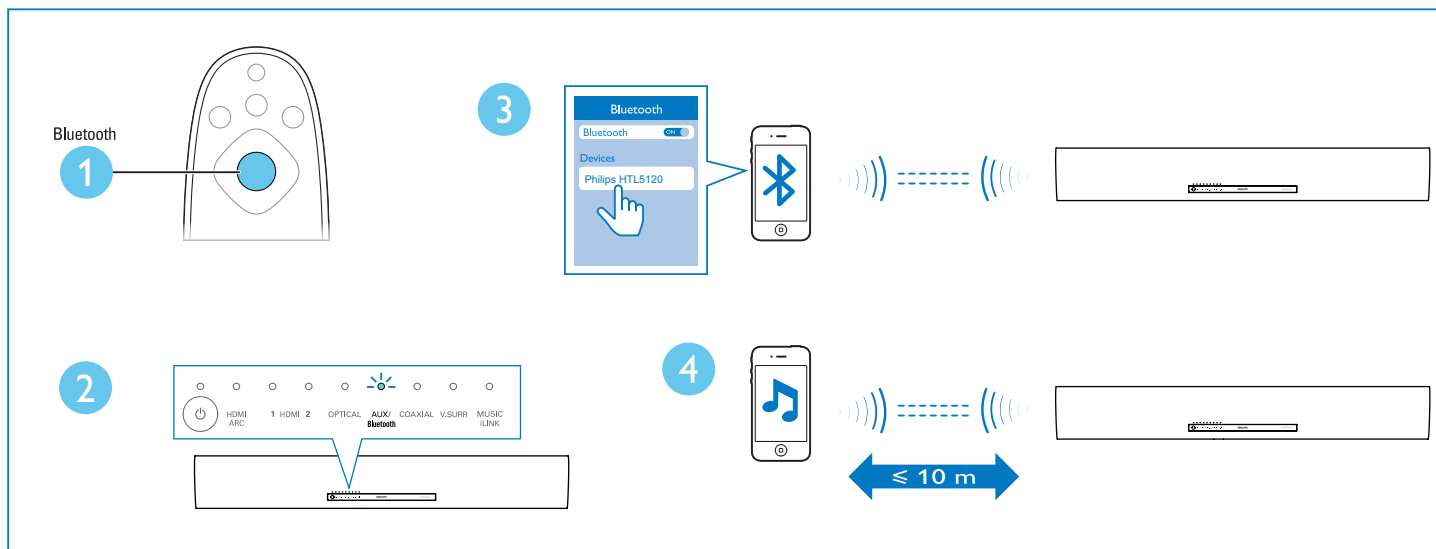 Bluetooth
1
3
Bluetooth
Bluetooth ON
Devices
Philips HTL5120
2
HDMI ARC
1 HDMI 2
OPTICAL
AUX/
Bluetooth
COAXIAL
V.SURR
MUSIC
iLINK
4
≤ 10 m